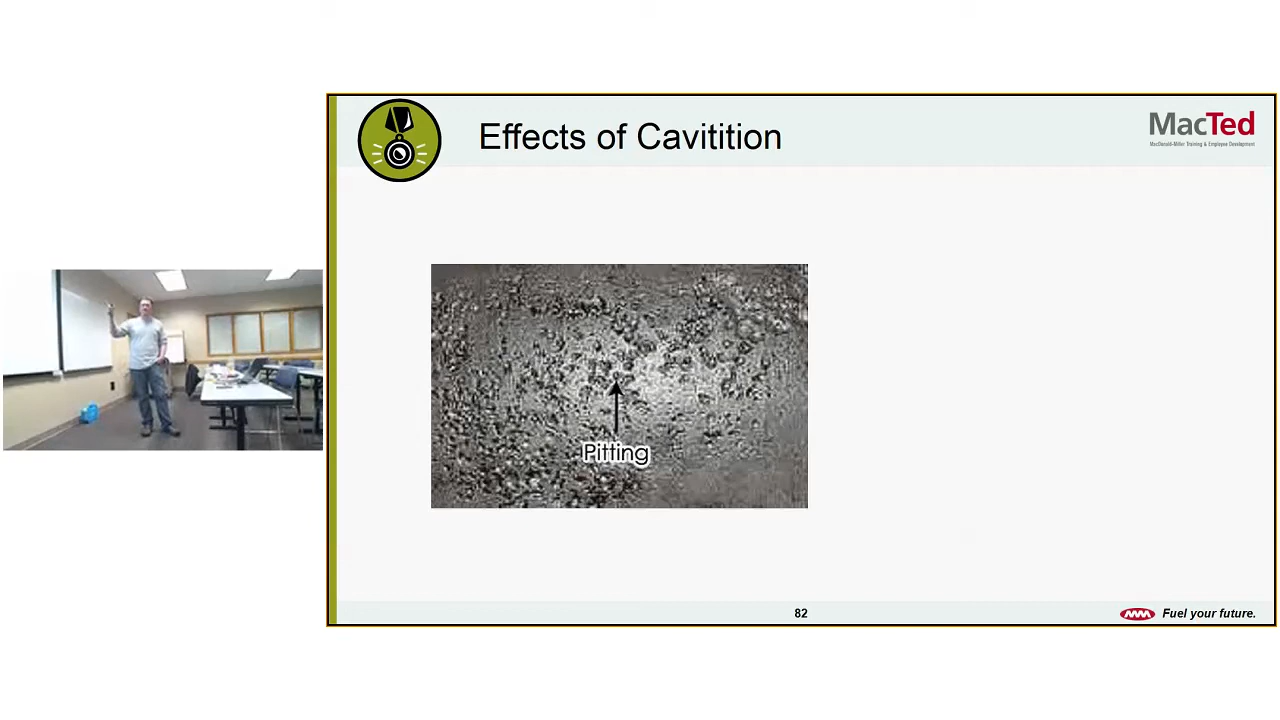 Effects of Cavitition
MacTed
MacDonald-Miller Training & Employee Development
Pitting
82
Fuel your future.